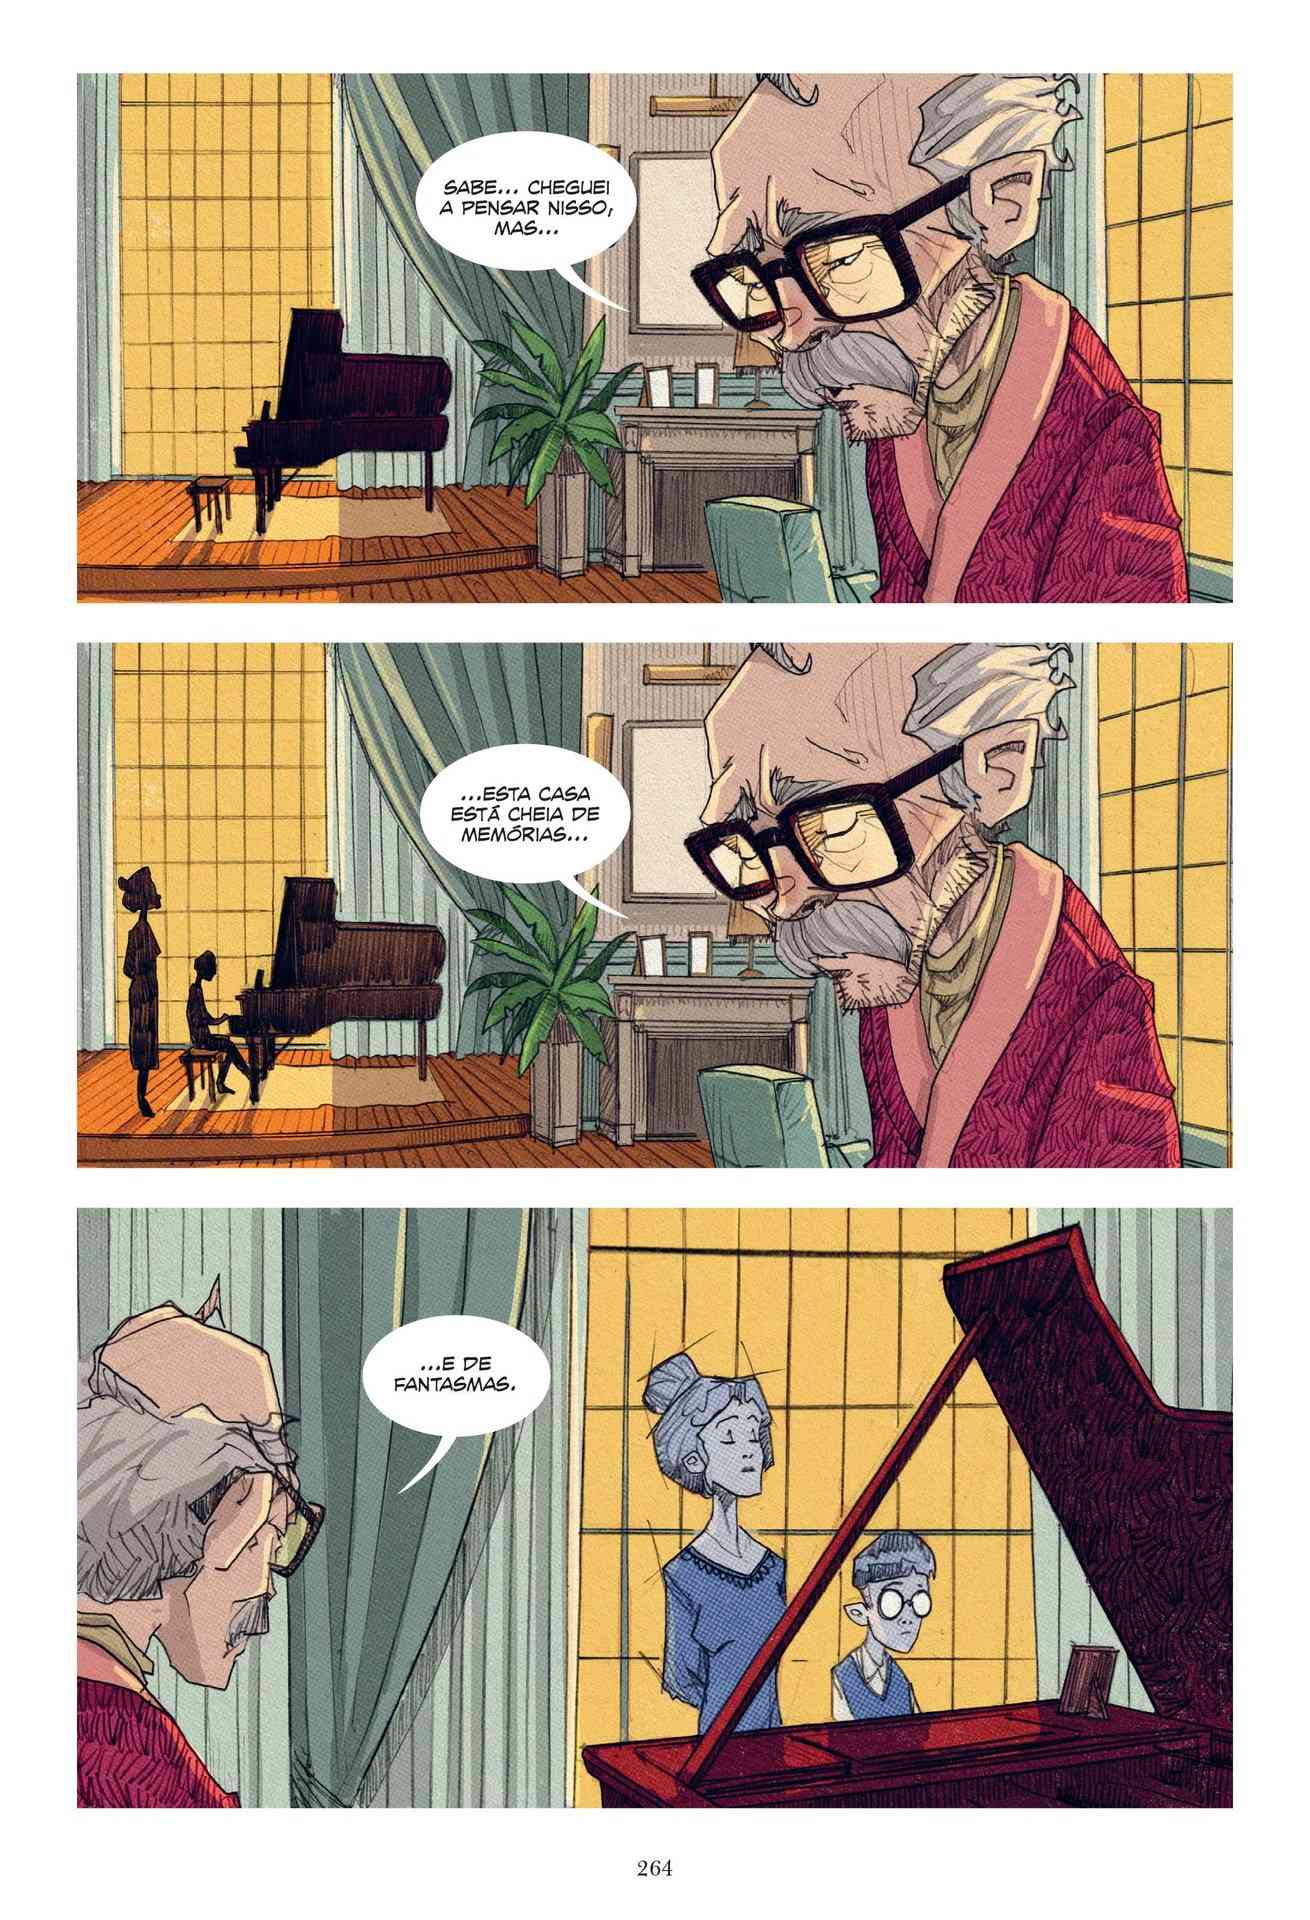 SABE... CHEGUEI
A PENSAR NISSO,
MAS...
...ESTA CASA
ESTÁ CHEIA DE
MEMÓRIAS...
...E DE
FANTASMAS.
264